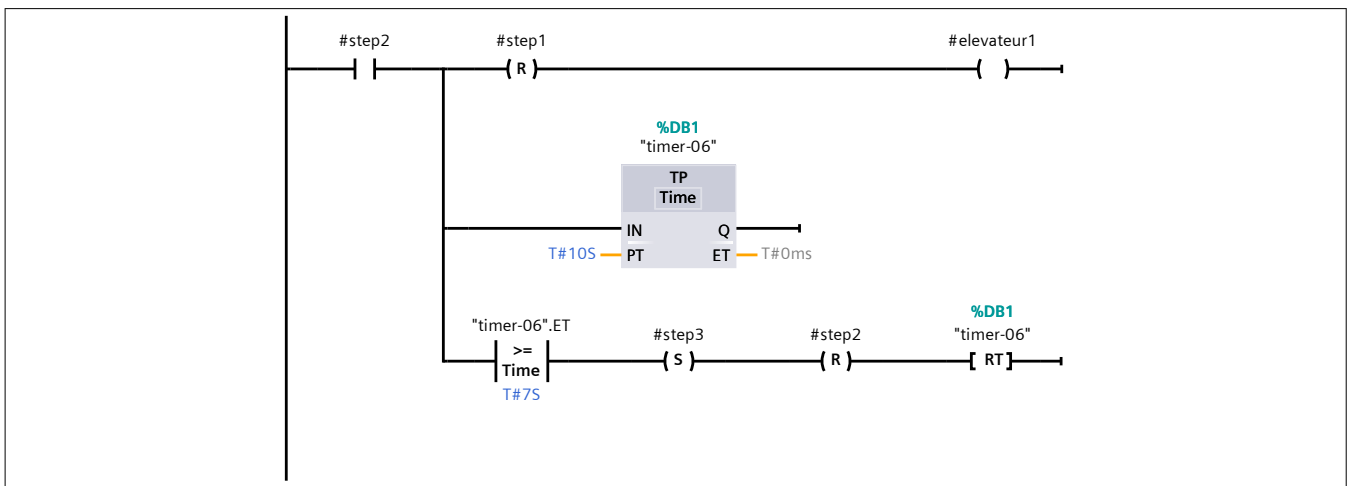 #step2 #step1 #elevateur1
R
%DB1
"timer-06"
TP
Time
IN Q
T#10S PT ET T#0ms
%DB1
"timer-06".ET #step3 #step2 "timer-06"
>=
S R RT
Time
T#7S